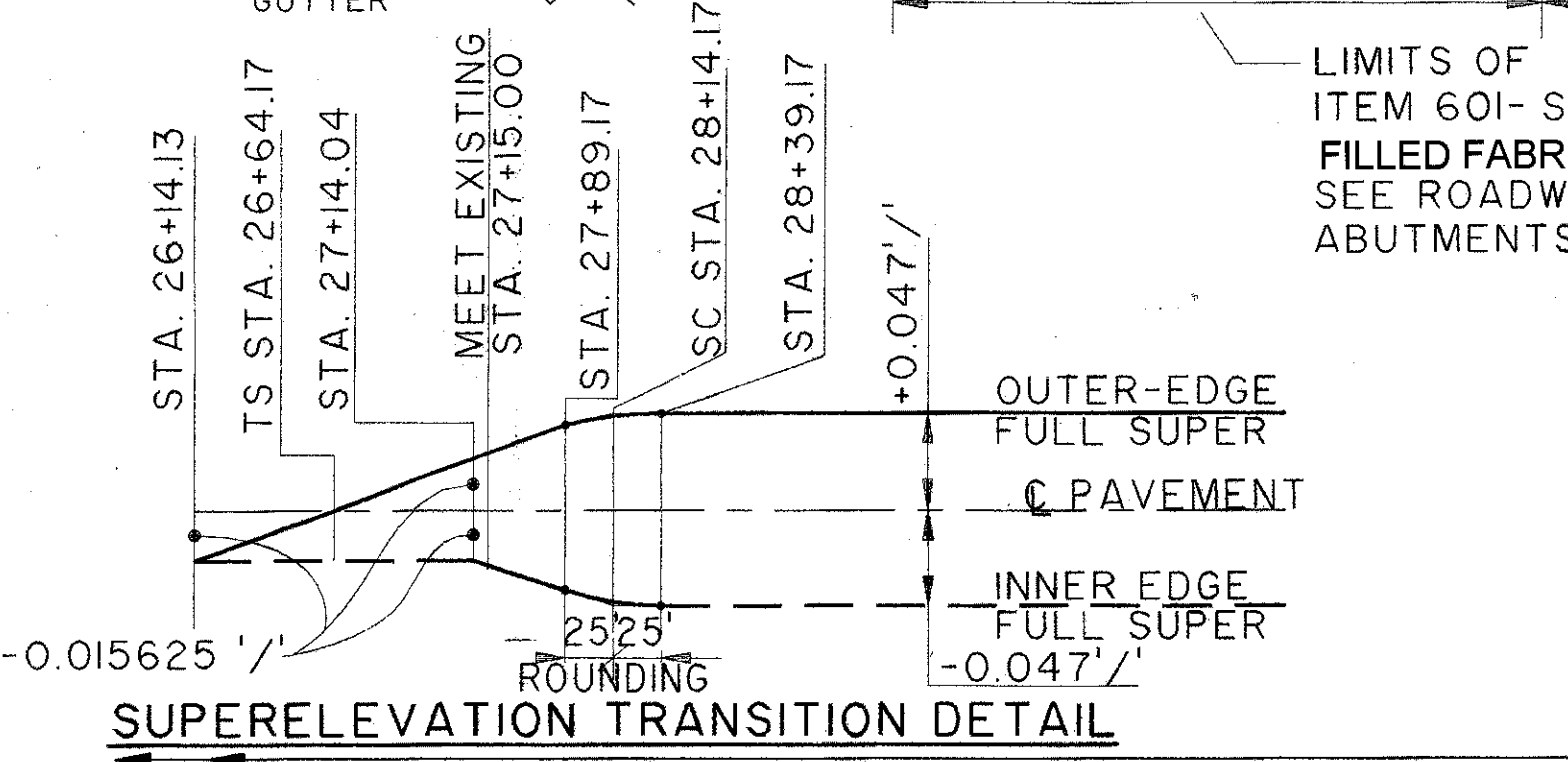 GUTTER
STA. 26+14.13
TS STA. 26+64.17
STA. 27+14.04
MEET EXISTING
STA. 27+15.00
STA. 27+89.17
SC STA. 28+14.17
STA. 28+39.17
+0.047'/'
LIMITS OF
ITEM 601- S
FILLED FABR
SEE ROADW
ABUTMENTS
OUTER-EDGE
FULL SUPER
℄ PAVEMENT
INNER EDGE
FULL SUPER
-0.047'/'
-0.015625 '/'
25' 25'
ROUNDING
SUPERELEVATION TRANSITION DETAIL